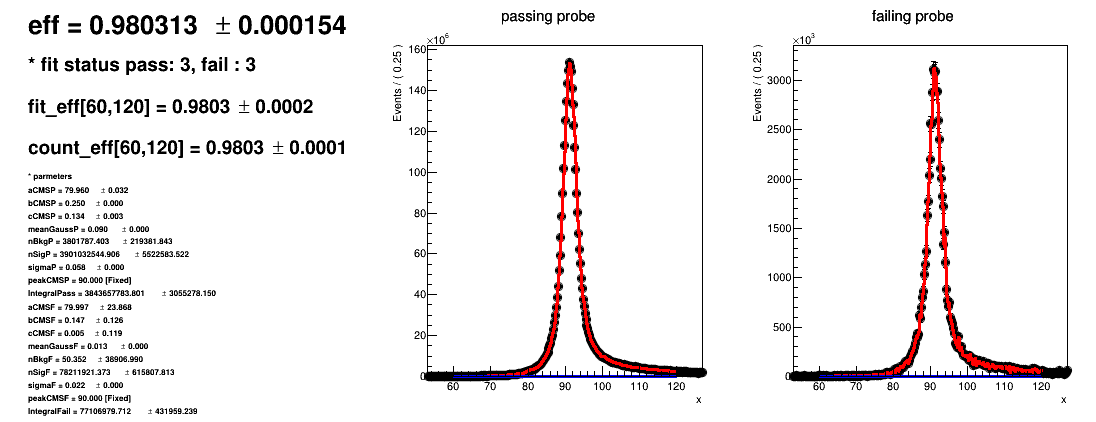 eff = 0.980313 ± 0.000154
* fit status pass: 3, fail : 3
fit_eff[60,120] = 0.9803 ± 0.0002
count_eff[60,120] = 0.9803 ± 0.0001
* parmeters
aCMSP = 79.960 ± 0.032
bCMSP = 0.250 ± 0.000
cCMSP = 0.134 ± 0.003
meanGaussP = 0.090 ± 0.000
nBkgP = 3801787.403 ± 219381.843
nSigP = 3901032544.906 ± 5522583.522
sigmaP = 0.058 ± 0.000
peakCMSP = 90.000 [Fixed]
IntegralPass = 3843657783.801 ± 3055278.150
aCMSF = 79.997 ± 23.868
bCMSF = 0.147 ± 0.126
cCMSF = 0.005 ± 0.119
meanGaussF = 0.013 ± 0.000
nBkgF = 50.352 ± 38906.990
nSigF = 78211921.373 ± 615807.813
sigmaF = 0.022 ± 0.000
peakCMSF = 90.000 [Fixed]
IntegralFail = 77106979.712 ± 431959.239
passing probe
×10⁶
Events / ( 0.25 )
160
140
120
100
80
60
40
20
0
60 70 80 90 100 110 120
x
failing probe
×10³
Events / ( 0.25 )
3000
2500
2000
1500
1000
500
0
60 70 80 90 100 110 120
x